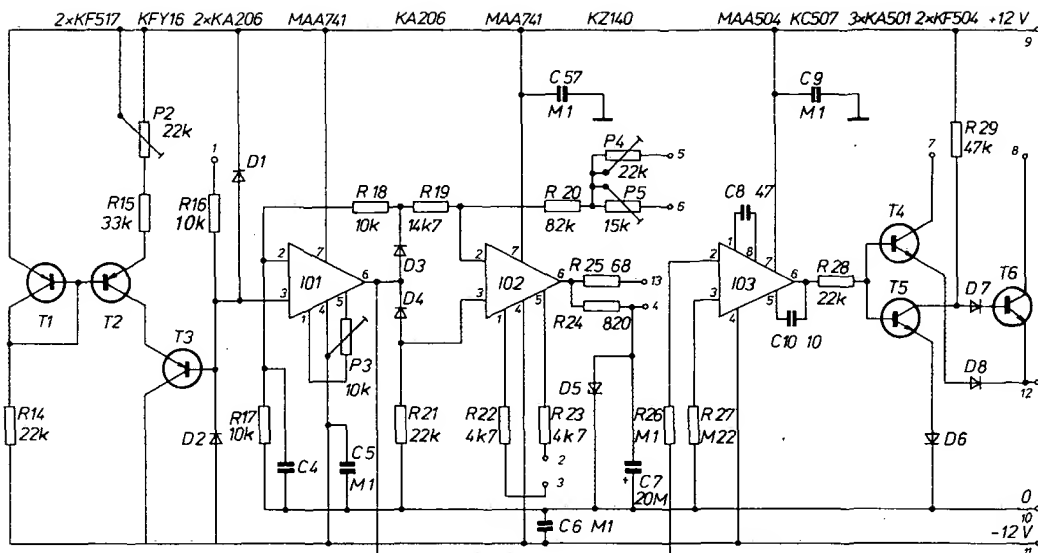 2×KF517 KFY16 2×KA206 MAA741 KA206 MAA741 KZ140 MAA504 KC507 3×KA501 2×KF504 +12 V
9
C57
M1
C9
M1
P2
22k
R29
47k
7
8
1
D1
P4
22k
5
C8 47
R15
33k
R16
10k
R18
10k
R19
14k7
R20
82k
P5
15k
6
T4
1
8
2
7
IO1
6
3
5
1
4
D3
D4
2
7
IO2
6
3
5
1
4
R25 68
13
R24
820
4
2
7
IO3
6
3
5
4
R28
22k
T5
D7
T6
T1
T2
T3
P3
10k
C10 10
D5
D8
12
R14
22k
D2
R17
10k
C4
C5
M1
R21
22k
R22
4k7
R23
4k7
2
3
R26
M1
R27
M22
D6
+
C7
20M
C6 M1
0
10
-12 V
11